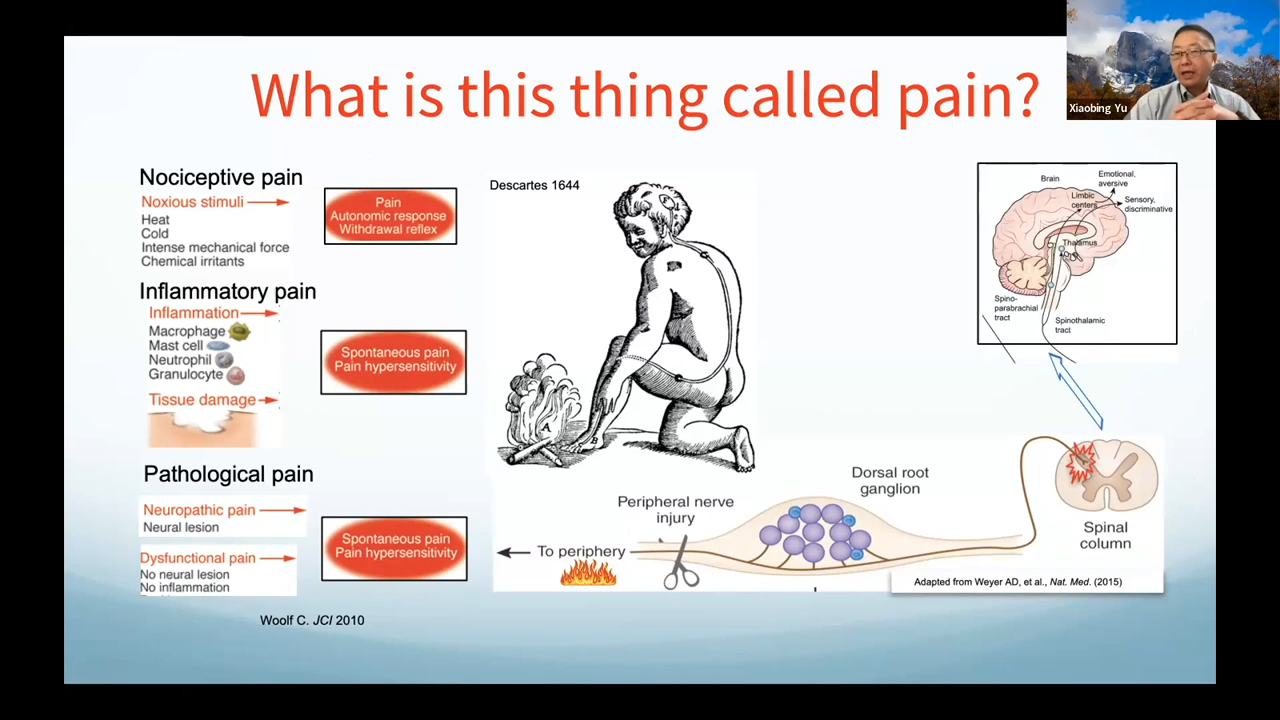 What is this thing called pain?
Xiaobing Yu
Nociceptive pain
Noxious stimuli
Heat
Cold
Intense mechanical force
Chemical irritants
Pain
Autonomic response
Withdrawal reflex
Inflammatory pain
Inflammation
Macrophage
Mast cell
Neutrophil
Granulocyte
Tissue damage
Spontaneous pain
Pain hypersensitivity
Pathological pain
Neuropathic pain
Neural lesion
Dysfunctional pain
No neural lesion
No inflammation
Spontaneous pain
Pain hypersensitivity
Woolf C. JCI 2010
Descartes 1644
F
A
B
Brain
Emotional,
aversive
Limbic
centers
Sensory,
discriminative
Thalamus
Spino-
parabrachial
tract
Spinothalamic
tract
Peripheral nerve
injury
Dorsal root
ganglion
To periphery
Spinal
column
Adapted from Weyer AD, et al., Nat. Med. (2015)